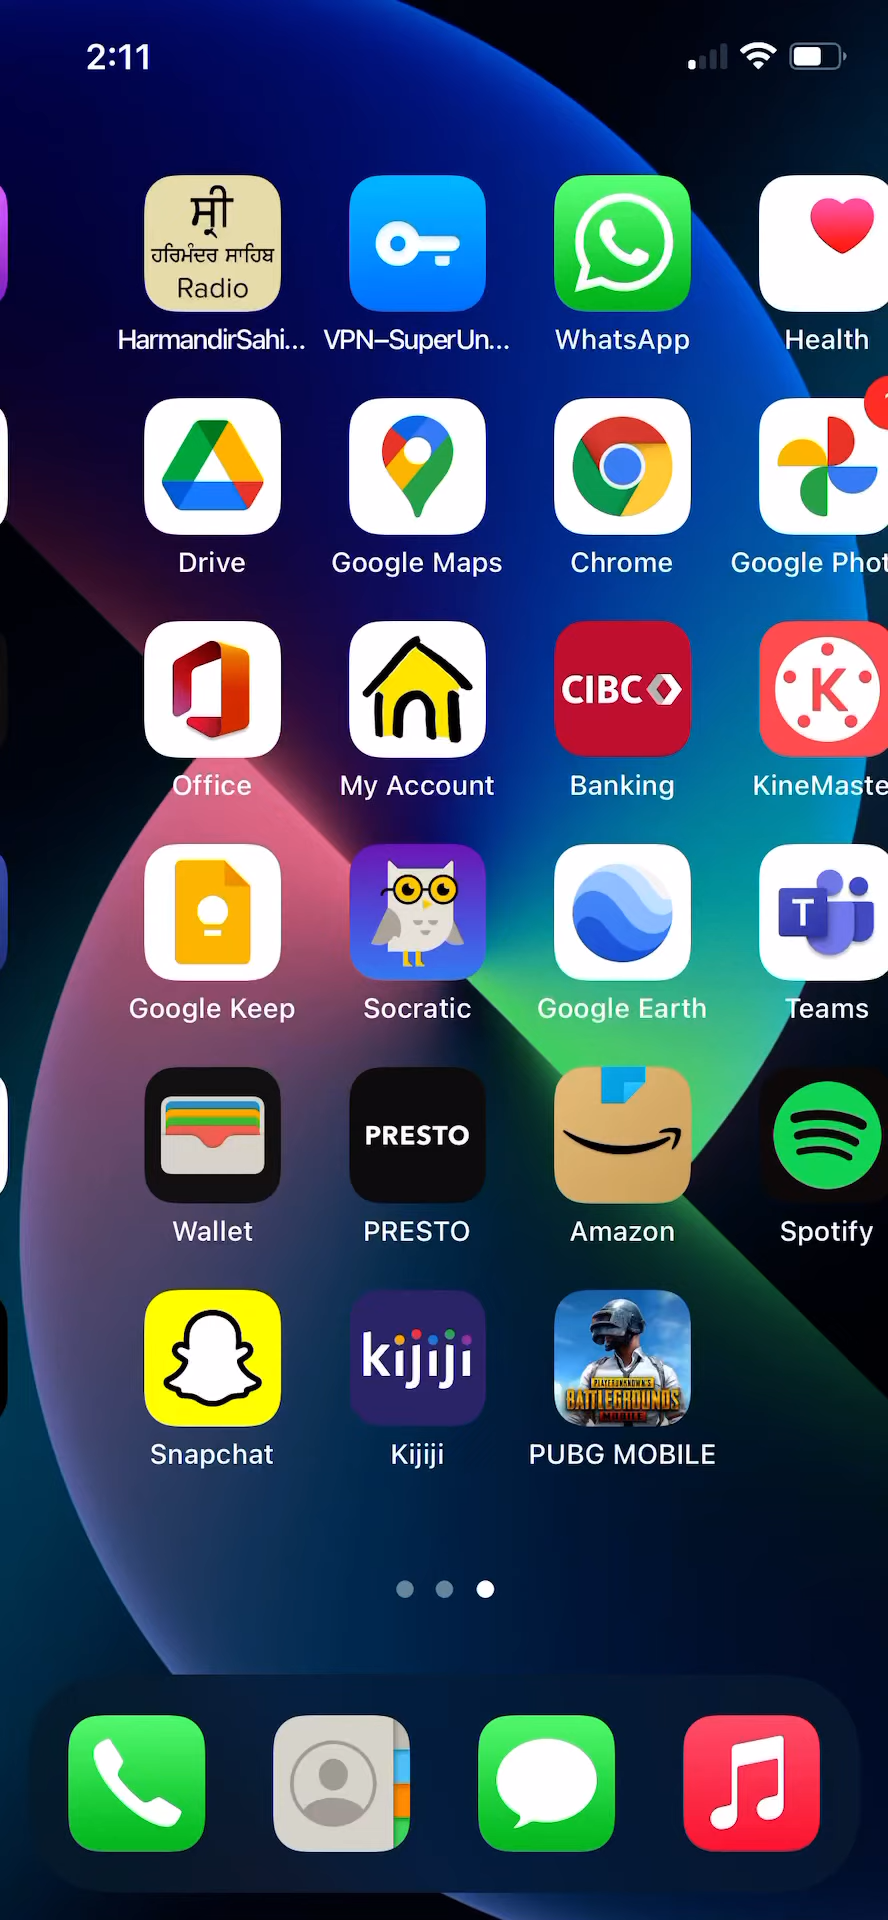 2:11
ਸ੍ਰੀ
ਹਰਿਮੰਦਰ ਸਾਹਿਬ
Radio
HarmandirSahi...
VPN–SuperUn...
WhatsApp
Health
Drive
Google Maps
Chrome
Google Phot
Office
My Account
CIBC
Banking
K
KineMaste
Google Keep
Socratic
Google Earth
T
Teams
Wallet
PRESTO
PRESTO
Amazon
Spotify
Snapchat
kijiji
Kijiji
PLAYERUNKNOWN'S
BATTLEGROUNDS
MOBILE
PUBG MOBILE